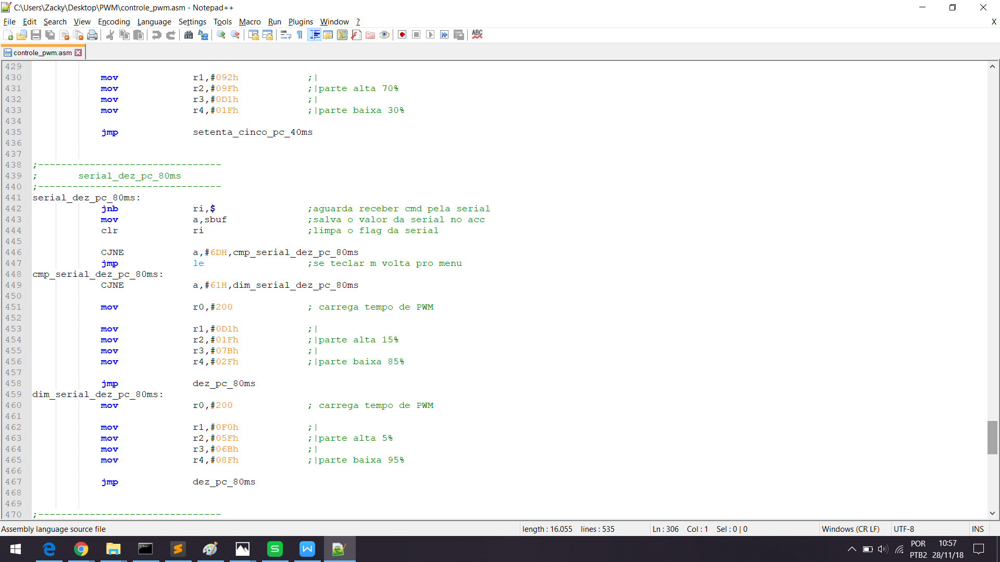 C:\Users\Zacky\Desktop\PWM\controle_pwm.asm - Notepad++
File Edit Search View Encoding Language Settings Tools Macro Run Plugins Window ? X
ABC
controle_pwm.asm
429
430 mov r1,#092h ;|
431 mov r2,#09Fh ;|parte alta 70%
432 mov r3,#0D1h ;|
433 mov r4,#01Fh ;|parte baixa 30%
434
435 jmp setenta_cinco_pc_40ms
436
437
438 ;--------------------------------
439 ; serial_dez_pc_80ms
440 ;--------------------------------
441 serial_dez_pc_80ms:
442 jnb ri,$ ;aguarda receber cmd pela serial
443 mov a,sbuf ;salva o valor da serial no acc
444 clr ri ;limpa o flag da serial
445
446 CJNE a,#6DH,cmp_serial_dez_pc_80ms
447 jmp le ;se teclar m volta pro menu
448 cmp_serial_dez_pc_80ms:
449 CJNE a,#61H,dim_serial_dez_pc_80ms
450
451 mov r0,#200 ; carrega tempo de PWM
452
453 mov r1,#0D1h ;|
454 mov r2,#01Fh ;|parte alta 15%
455 mov r3,#07Bh ;|
456 mov r4,#02Fh ;|parte baixa 85%
457
458 jmp dez_pc_80ms
459 dim_serial_dez_pc_80ms:
460 mov r0,#200 ; carrega tempo de PWM
461
462 mov r1,#0F0h ;|
463 mov r2,#05Fh ;|parte alta 5%
464 mov r3,#06Bh ;|
465 mov r4,#08Fh ;|parte baixa 95%
466
467 jmp dez_pc_80ms
468
469
470 ;--------------------------------
Assembly language source file length : 16.055 lines : 535 Ln : 306 Col : 1 Sel : 0 | 0 Windows (CR LF) UTF-8 INS
POR 10:57
PTB2 28/11/18